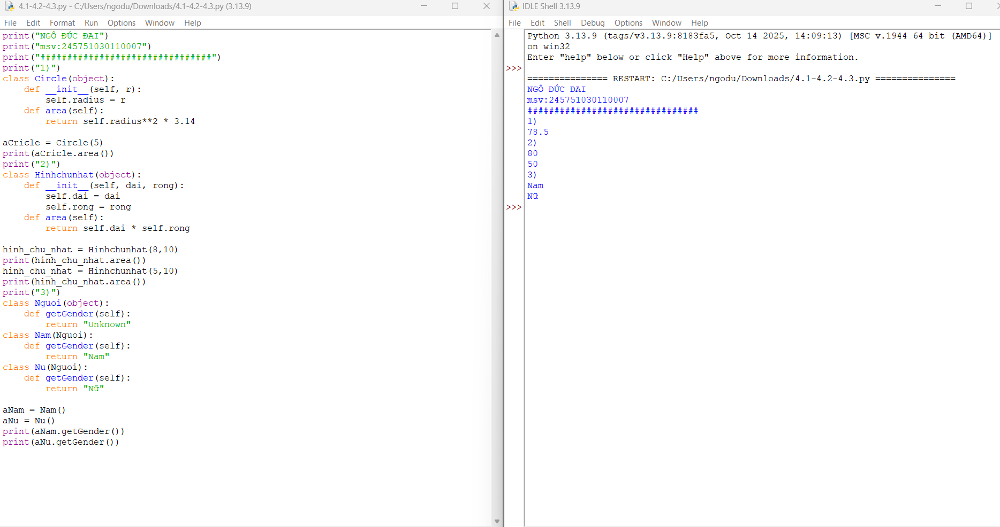 4.1-4.2-4.3.py - C:/Users/ngodu/Downloads/4.1-4.2-4.3.py (3.13.9)
File Edit Format Run Options Window Help
print("NGÔ ĐỨC ĐAI")
print("msv:245751030110007")
print("################################")
print("1)")
class Circle(object):
    def __init__(self, r):
        self.radius = r
    def area(self):
        return self.radius**2 * 3.14

aCricle = Circle(5)
print(aCricle.area())
print("2)")
class Hinhchunhat(object):
    def __init__(self, dai, rong):
        self.dai = dai
        self.rong = rong
    def area(self):
        return self.dai * self.rong

hinh_chu_nhat = Hinhchunhat(8,10)
print(hinh_chu_nhat.area())
hinh_chu_nhat = Hinhchunhat(5,10)
print(hinh_chu_nhat.area())
print("3)")
class Nguoi(object):
    def getGender(self):
        return "Unknown"
class Nam(Nguoi):
    def getGender(self):
        return "Nam"
class Nu(Nguoi):
    def getGender(self):
        return "Nữ"

aNam = Nam()
aNu = Nu()
print(aNam.getGender())
print(aNu.getGender())
IDLE Shell 3.13.9
File Edit Shell Debug Options Window Help
Python 3.13.9 (tags/v3.13.9:8183fa5, Oct 14 2025, 14:09:13) [MSC v.1944 64 bit (AMD64)]
on win32
Enter "help" below or click "Help" above for more information.
>>>
=============== RESTART: C:/Users/ngodu/Downloads/4.1-4.2-4.3.py ===============
NGÔ ĐỨC ĐAI
msv:245751030110007
################################
1)
78.5
2)
80
50
3)
Nam
Nữ
>>>